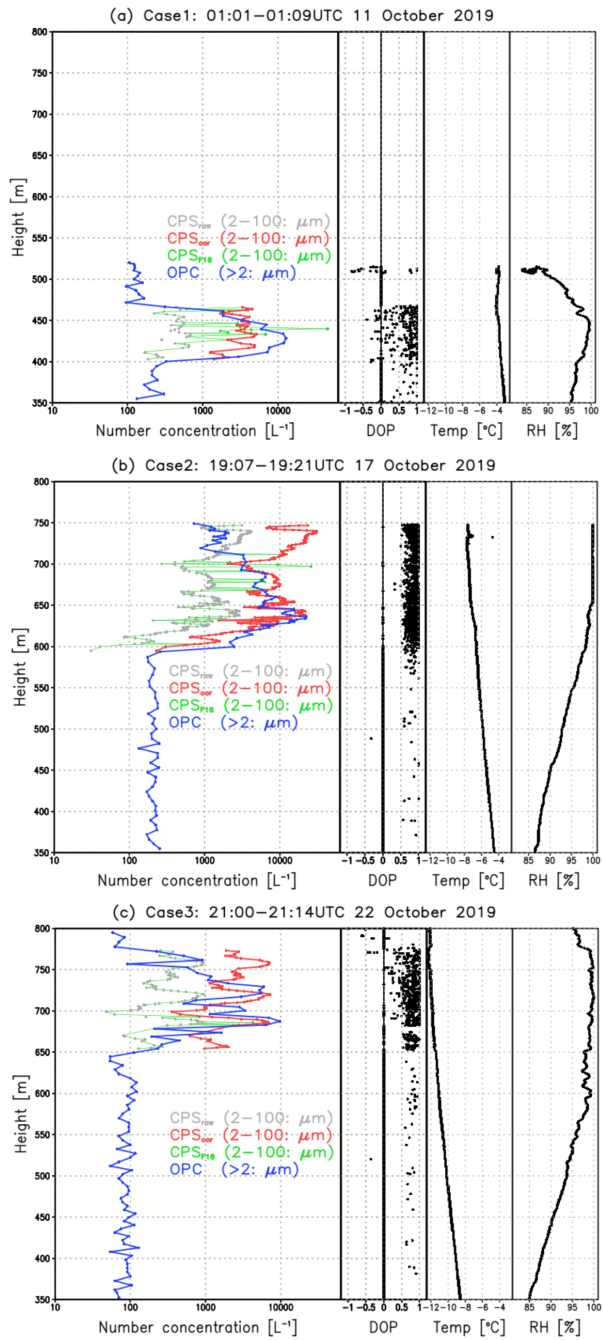 (a) Case1: 01:01−01:09UTC 11 October 2019
800
750
700
650
600
550
500
450
400
350
Height [m]
CPSraw (2−100: μm)
CPScor (2−100: μm)
CPSF16 (2−100: μm)
OPC (>2: μm)
10 100 1000 10000
−1 −0.5 0 0.5 1
−12 −10 −8 −6 −4
85 90 95 100
Number concentration [L⁻¹] DOP Temp [°C] RH [%]
(b) Case2: 19:07−19:21UTC 17 October 2019
800
750
700
650
600
550
500
450
400
350
Height [m]
CPSraw (2−100: μm)
CPScor (2−100: μm)
CPSF16 (2−100: μm)
OPC (>2: μm)
10 100 1000 10000
−1 −0.5 0 0.5 1
−12 −10 −8 −6 −4
85 90 95 100
Number concentration [L⁻¹] DOP Temp [°C] RH [%]
(c) Case3: 21:00−21:14UTC 22 October 2019
800
750
700
650
600
550
500
450
400
350
Height [m]
CPSraw (2−100: μm)
CPScor (2−100: μm)
CPSF16 (2−100: μm)
OPC (>2: μm)
10 100 1000 10000
−1 −0.5 0 0.5 1
−12 −10 −8 −6 −4
85 90 95 100
Number concentration [L⁻¹] DOP Temp [°C] RH [%]